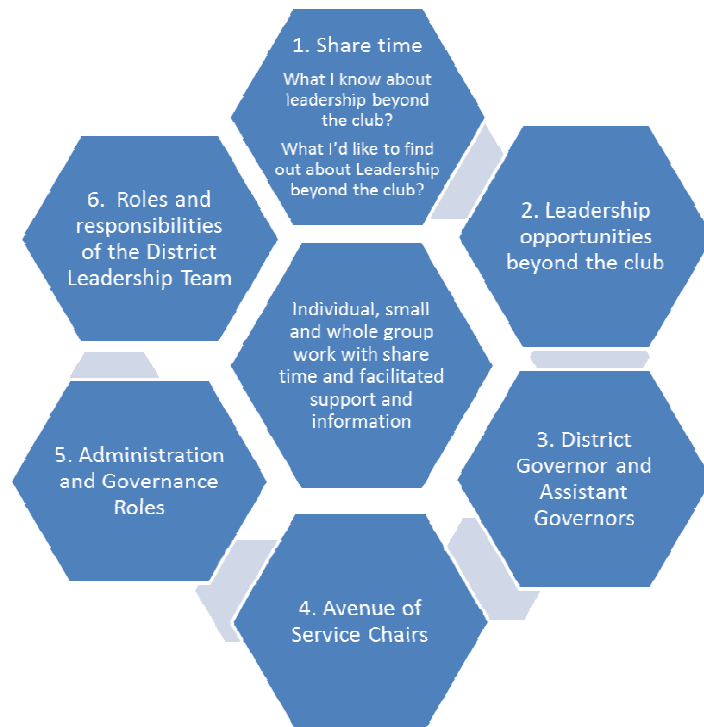 1. Share time
What I know about
leadership beyond
the club?
What I'd like to find
out about Leadership
beyond the club?
2. Leadership
opportunities
beyond the club
3. District
Governor and
Assistant
Governors
4. Avenue of
Service Chairs
5. Administration
and Governance
Roles
6. Roles and
responsibilities
of the District
Leadership Team
Individual, small
and whole group
work with share
time and facilitated
support and
information